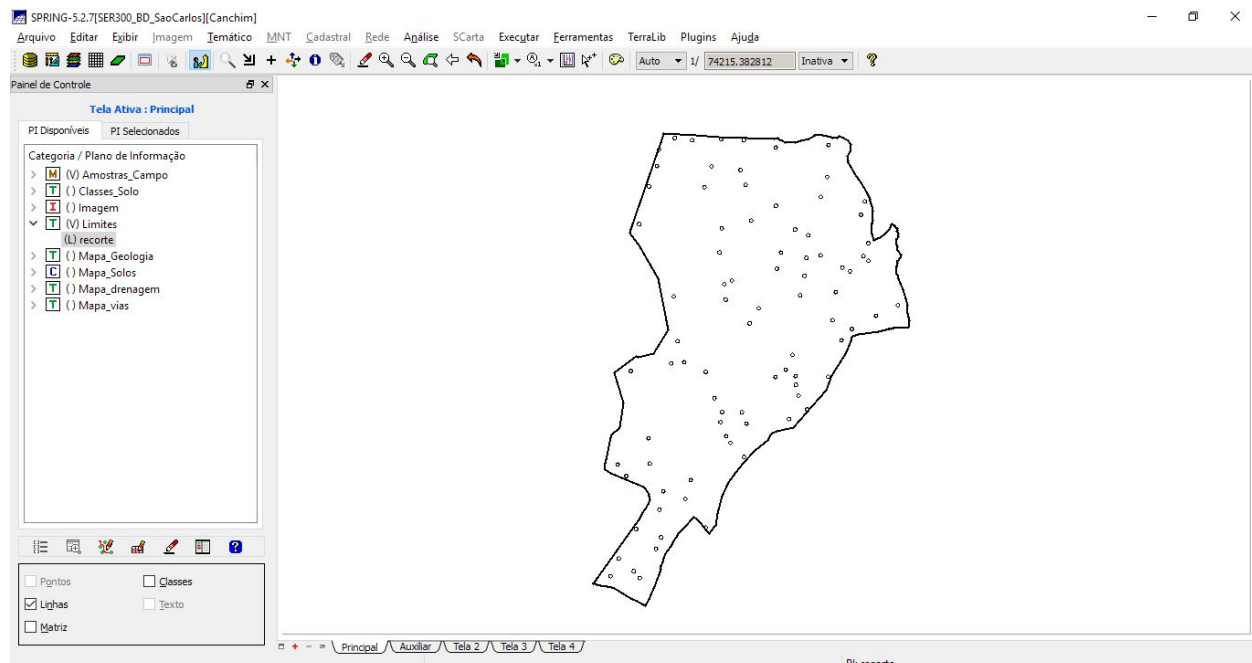 SPRING-5.2.7[SER300_BD_SaoCarlos][Canchim]
Arquivo Editar Exibir Imagem Temático MNT Cadastral Rede Análise SCarta Executar Ferramentas TerraLib Plugins Ajuda
Auto 1/ 74215.382812 Inativa
Painel de Controle
Tela Ativa : Principal
PI Disponíveis PI Selecionados
Categoria / Plano de Informação
M (V) Amostras_Campo
T () Classes_Solo
I () Imagem
T (V) Limites
(L) recorte
T () Mapa_Geologia
C () Mapa_Solos
T () Mapa_drenagem
T () Mapa_vias
Pontos Classes
Linhas Texto
Matriz
Principal Auxiliar Tela 2 Tela 3 Tela 4